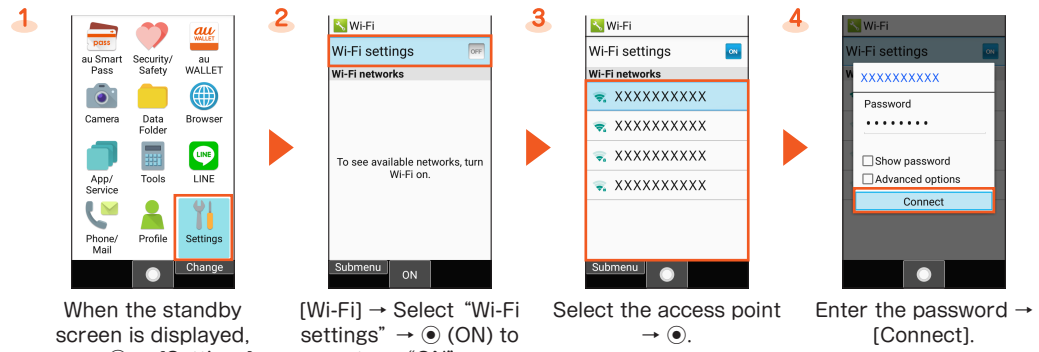 1
pass
au
WALLET
au Smart
Pass
Security/
Safety
au
WALLET
Camera
Data
Folder
Browser
App/
Service
Tools
LINE
LINE
Phone/
Mail
Profile
Settings
Change
When the standby
screen is displayed,
2
Wi-Fi
Wi-Fi settings
OFF
Wi-Fi networks
To see available networks, turn
Wi-Fi on.
Submenu
ON
[Wi-Fi] → Select “Wi-Fi
settings” → ◉ (ON) to
3
Wi-Fi
Wi-Fi settings
ON
Wi-Fi networks
XXXXXXXXXX
XXXXXXXXXX
XXXXXXXXXX
XXXXXXXXXX
Submenu
Select the access point
→ ◉.
4
Wi-Fi
Wi-Fi settings
ON
XXXXXXXXXX
Password
••••••••
Show password
Advanced options
Connect
Enter the password →
[Connect].